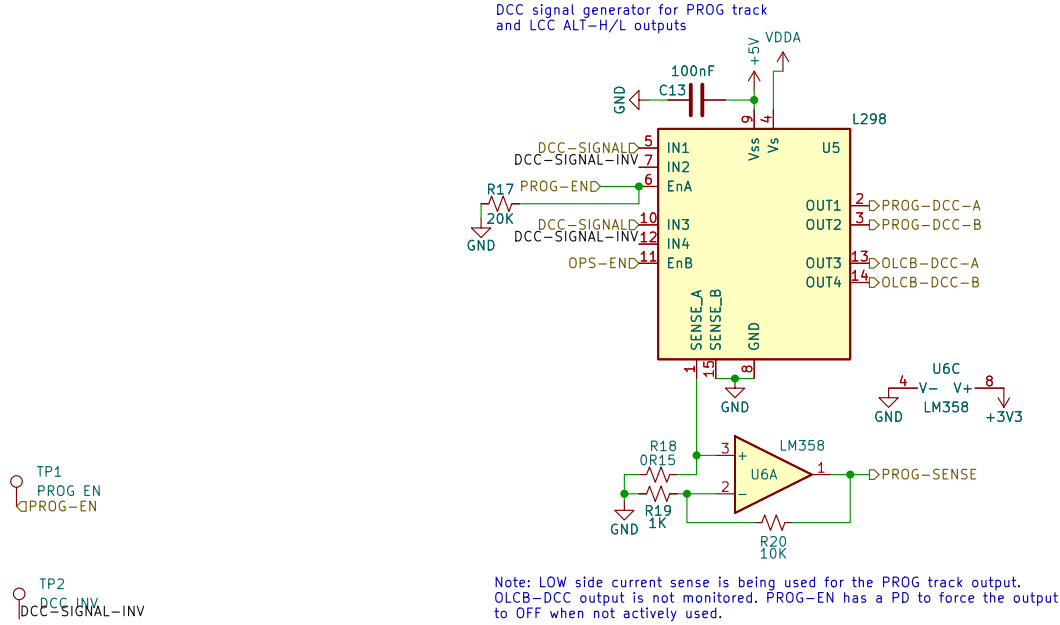 DCC signal generator for PROG track
and LCC ALT-H/L outputs
+5V
VDDA
100nF
C13
GND
9
4
L298
Vss
Vs
U5
DCC-SIGNAL
5
IN1
DCC-SIGNAL-INV
7
IN2
PROG-EN
6
EnA
R17
20K
GND
OUT1
2
PROG-DCC-A
DCC-SIGNAL
10
IN3
OUT2
3
PROG-DCC-B
DCC-SIGNAL-INV
12
IN4
OPS-EN
11
EnB
OUT3
13
OLCB-DCC-A
OUT4
14
OLCB-DCC-B
SENSE_A
SENSE_B
GND
1
15
8
GND
U6C
4
V-
V+
8
LM358
GND
+3V3
R18
0R15
LM358
3
+
U6A
1
PROG-SENSE
2
-
R19
1K
GND
R20
10K
TP1
PROG EN
PROG-EN
TP2
DCC INV
DCC-SIGNAL-INV
Note: LOW side current sense is being used for the PROG track output.
OLCB-DCC output is not monitored. PROG-EN has a PD to force the output
to OFF when not actively used.